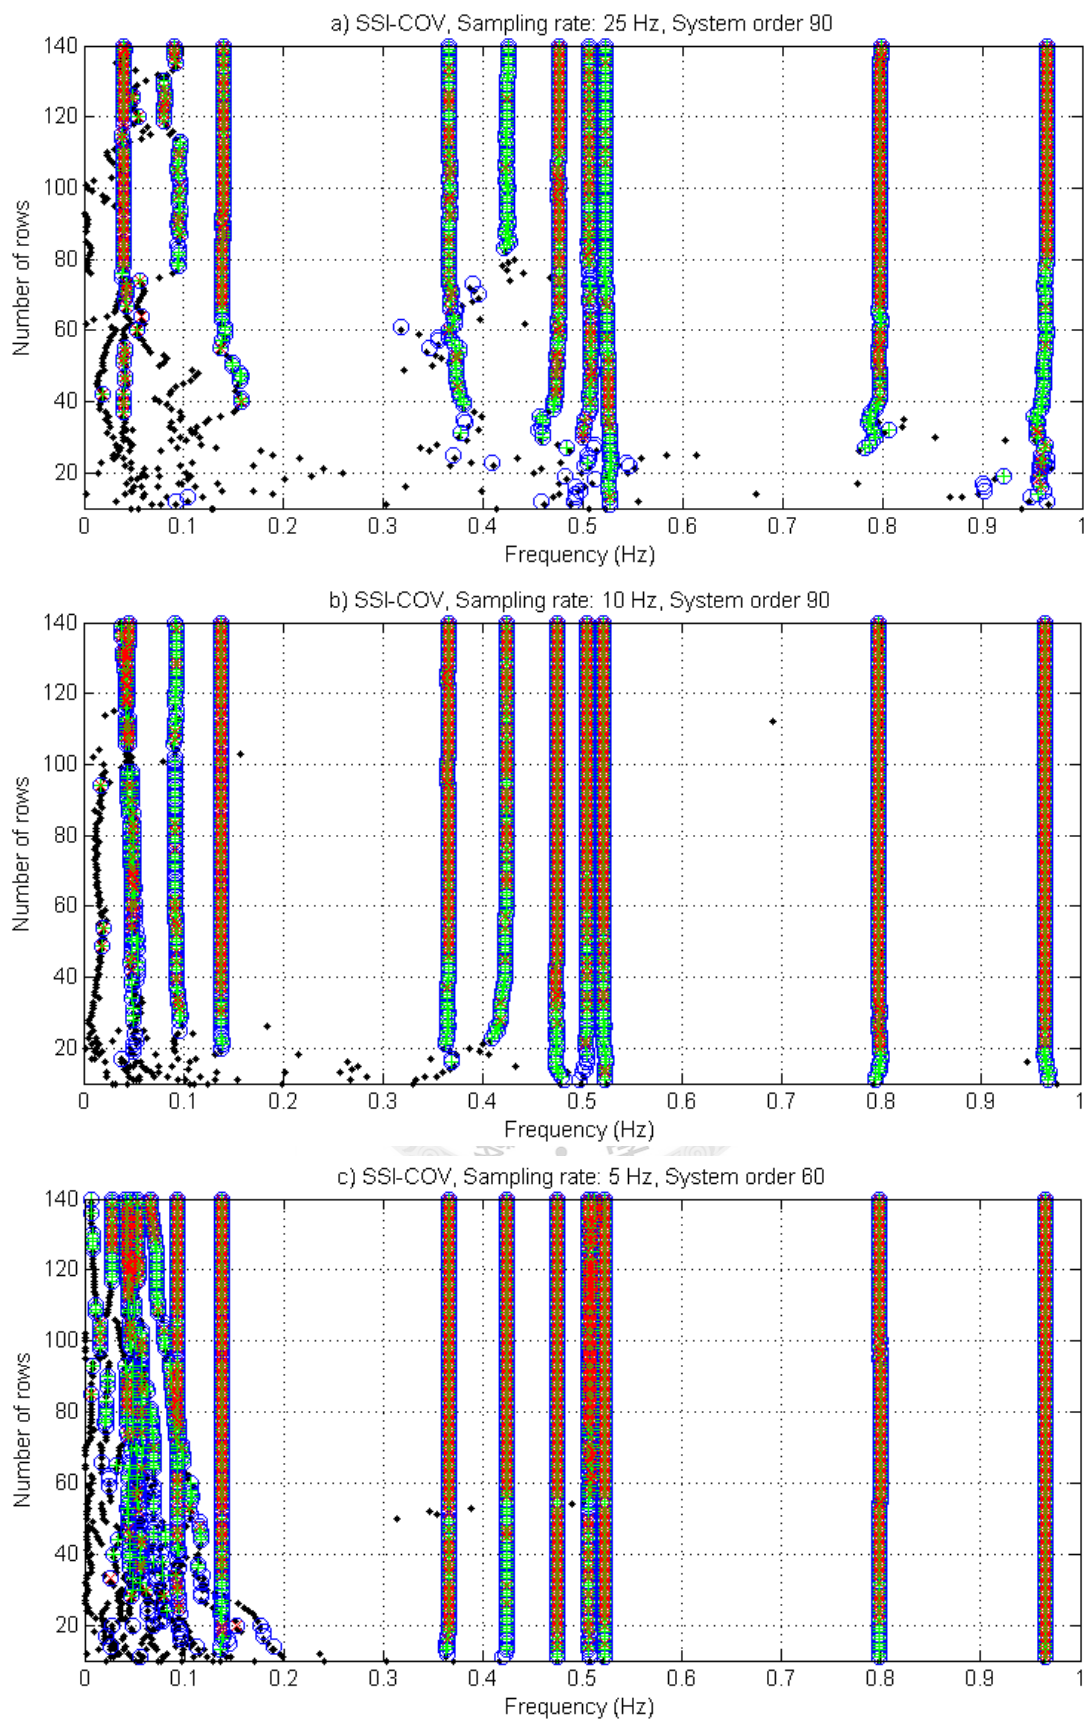 a) SSI-COV, Sampling rate: 25 Hz, System order 90
140
120
100
80
60
40
20
Number of rows
0 0.1 0.2 0.3 0.4 0.5 0.6 0.7 0.8 0.9 1
Frequency (Hz)
b) SSI-COV, Sampling rate: 10 Hz, System order 90
140
120
100
80
60
40
20
Number of rows
0 0.1 0.2 0.3 0.4 0.5 0.6 0.7 0.8 0.9 1
Frequency (Hz)
c) SSI-COV, Sampling rate: 5 Hz, System order 60
140
120
100
80
60
40
20
Number of rows
0 0.1 0.2 0.3 0.4 0.5 0.6 0.7 0.8 0.9 1
Frequency (Hz)